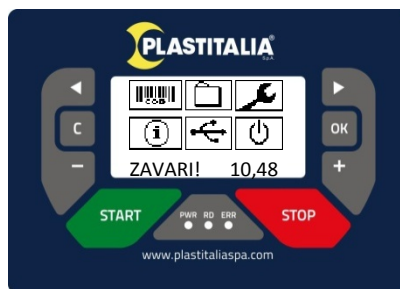 PLASTITALIA
S.p.A.
C
OK
ZAVARI! 10,48
−
+
START
PWR RD ERR
STOP
www.plastitaliaspa.com